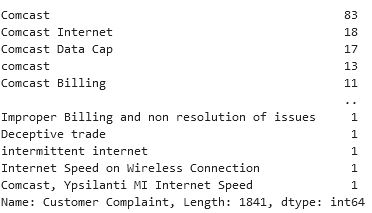 Comcast 83
Comcast Internet 18
Comcast Data Cap 17
comcast 13
Comcast Billing 11
..
Improper Billing and non resolution of issues 1
Deceptive trade 1
intermittent internet 1
Internet Speed on Wireless Connection 1
Comcast, Ypsilanti MI Internet Speed 1
Name: Customer Complaint, Length: 1841, dtype: int64